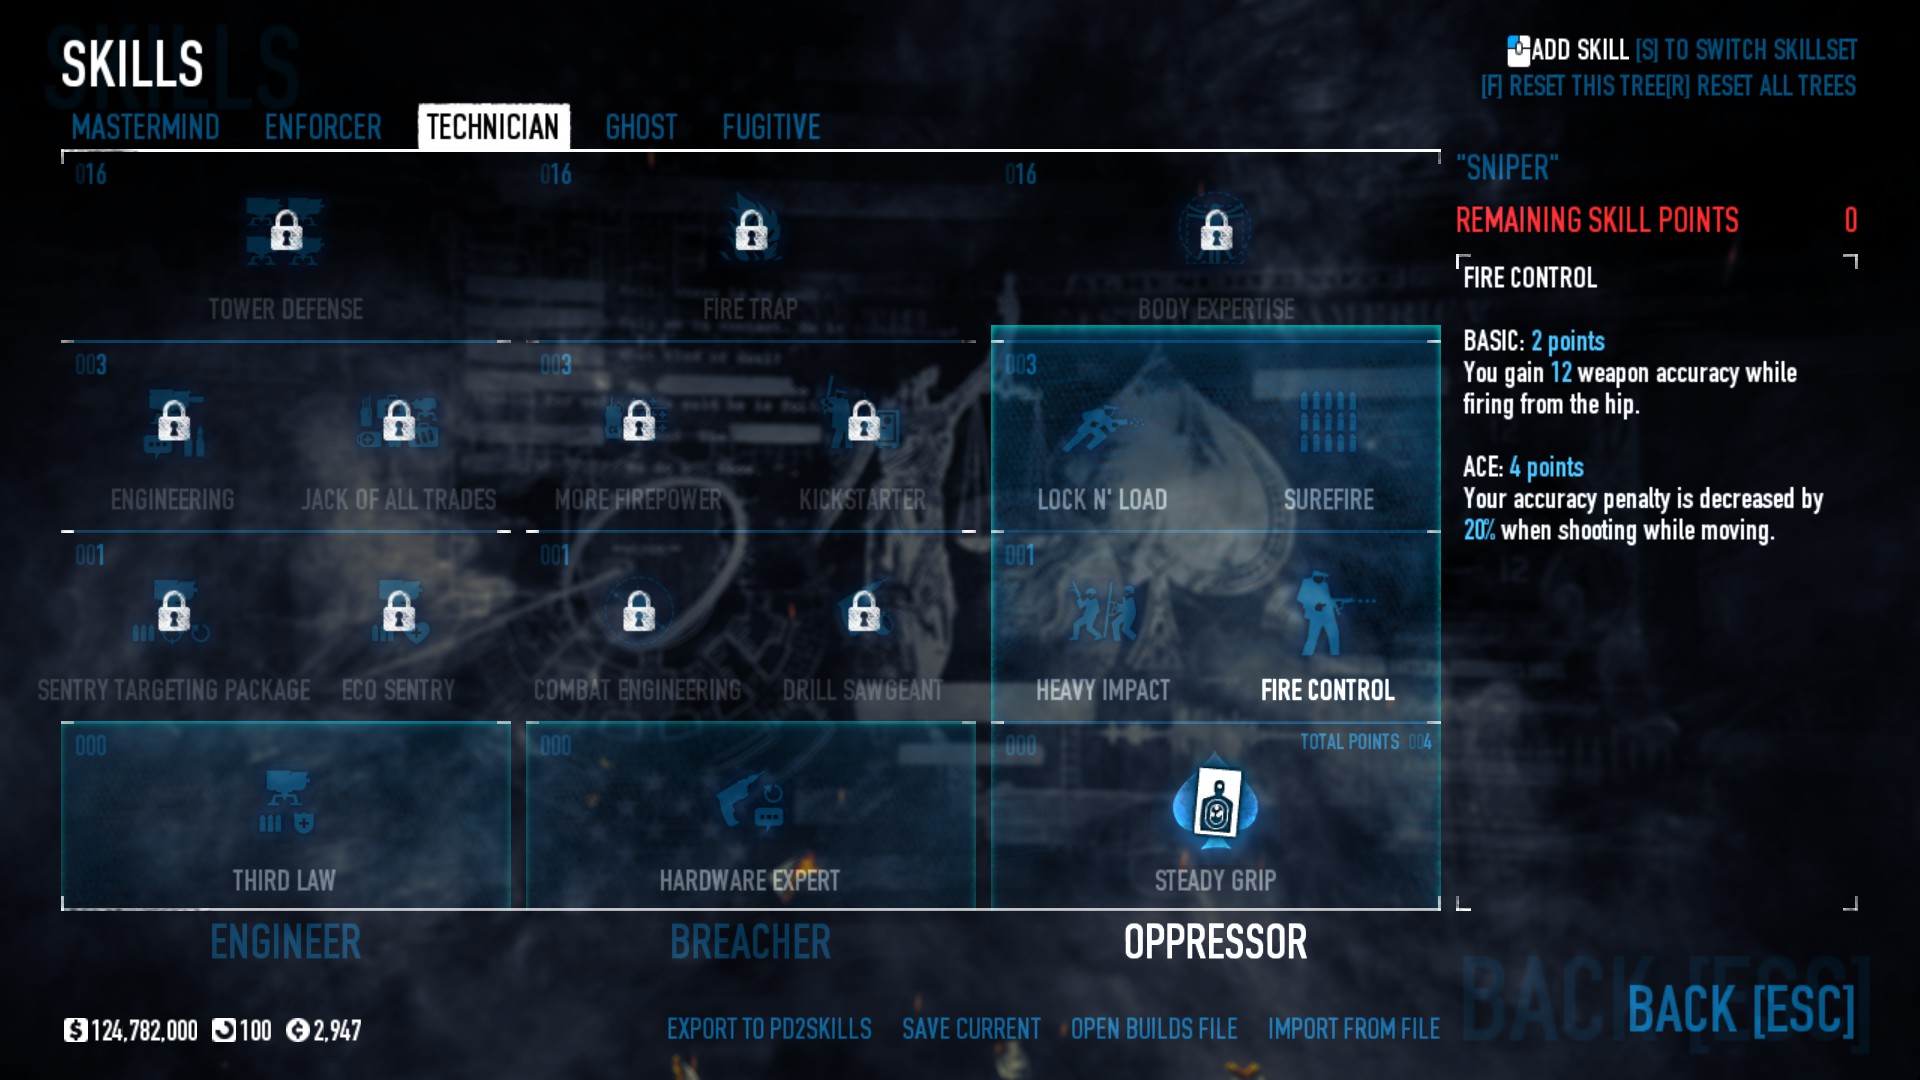 SKILLS
ADD SKILL [S] TO SWITCH SKILLSET
[F] RESET THIS TREE[R] RESET ALL TREES
MASTERMIND ENFORCER TECHNICIAN GHOST FUGITIVE
"SNIPER"
REMAINING SKILL POINTS 0
016 016 016
TOWER DEFENSE FIRE TRAP BODY EXPERTISE
003 003 003
ENGINEERING JACK OF ALL TRADES MORE FIREPOWER KICKSTARTER LOCK N' LOAD SUREFIRE
001 001 001
SENTRY TARGETING PACKAGE ECO SENTRY COMBAT ENGINEERING DRILL SAWGEANT HEAVY IMPACT FIRE CONTROL
000 000 000 TOTAL POINTS 004
THIRD LAW HARDWARE EXPERT STEADY GRIP
ENGINEER BREACHER OPPRESSOR
FIRE CONTROL
BASIC: 2 points
You gain 12 weapon accuracy while
firing from the hip.
ACE: 4 points
Your accuracy penalty is decreased by
20% when shooting while moving.
$ 124,782,000 100 2,947
EXPORT TO PD2SKILLS SAVE CURRENT OPEN BUILDS FILE IMPORT FROM FILE
BACK [ESC]